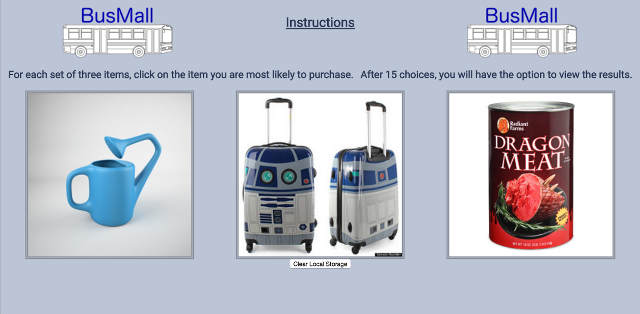 BusMall
Instructions
BusMall
For each set of three items, click on the item you are most likely to purchase. After 15 choices, you will have the option to view the results.
Radiant
Farms
DRAGON
MEAT
Clear Local Storage